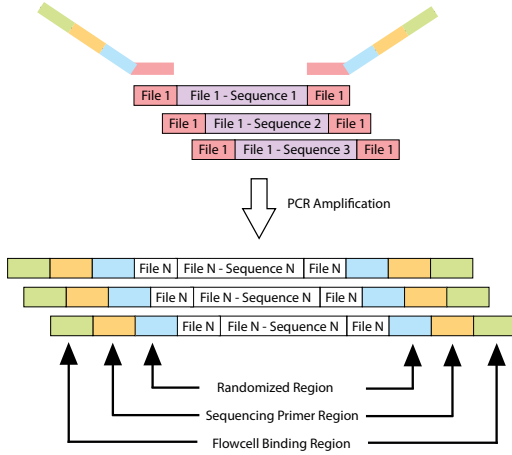 File 1 File 1 - Sequence 1 File 1
File 1 File 1 - Sequence 2 File 1
File 1 File 1 - Sequence 3 File 1
PCR Amplification
File N File N - Sequence N File N
File N File N - Sequence N File N
File N File N - Sequence N File N
Randomized Region
Sequencing Primer Region
Flowcell Binding Region